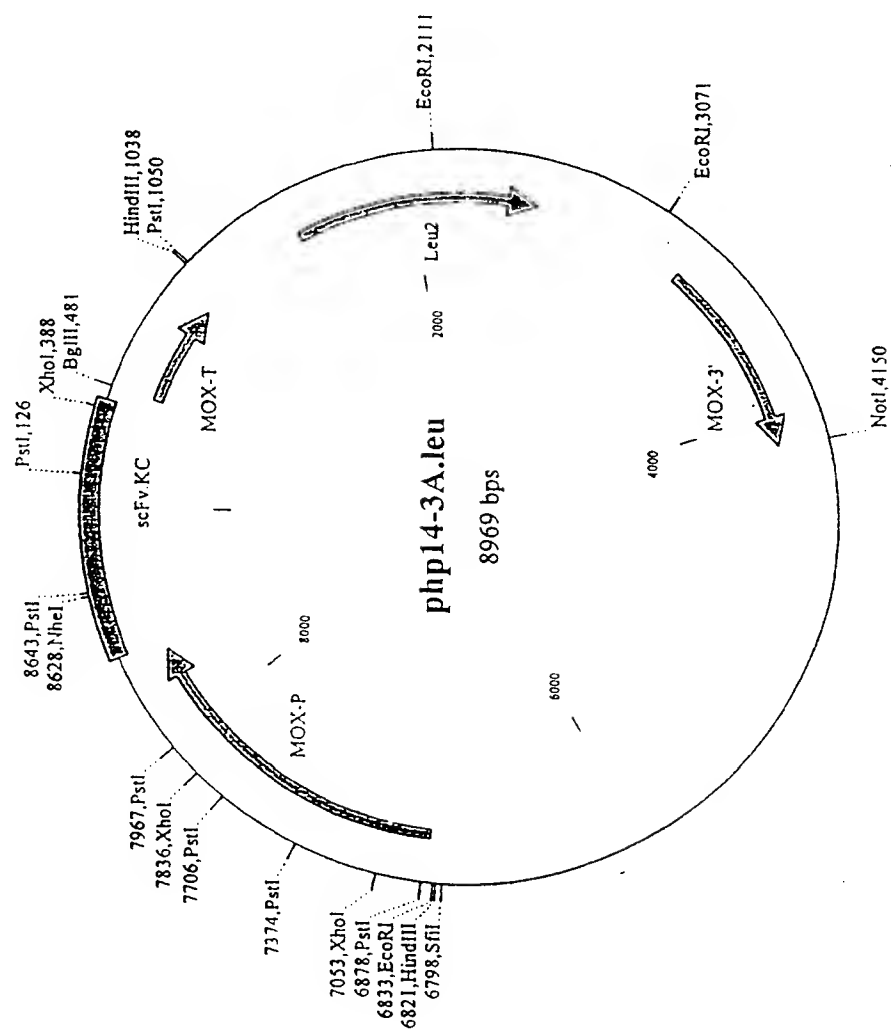 php14-3A.leu
8969 bps
EcoRI,2111
EcoRI,3071
NotI,4150
HindIII,1038
PstI,1050
XhoI,388
BglII,481
PstI,126
8643,PstI
8628,NheI
7967,PstI
7836,XhoI
7706,PstI
7374,PstI
7053,XhoI
6878,PstI
6833,EcoRI
6821,HindIII
6798,SfiI
scFv.KC
MOX-T
Leu2
MOX-3'
MOX-P
2000
4000
6000
8000